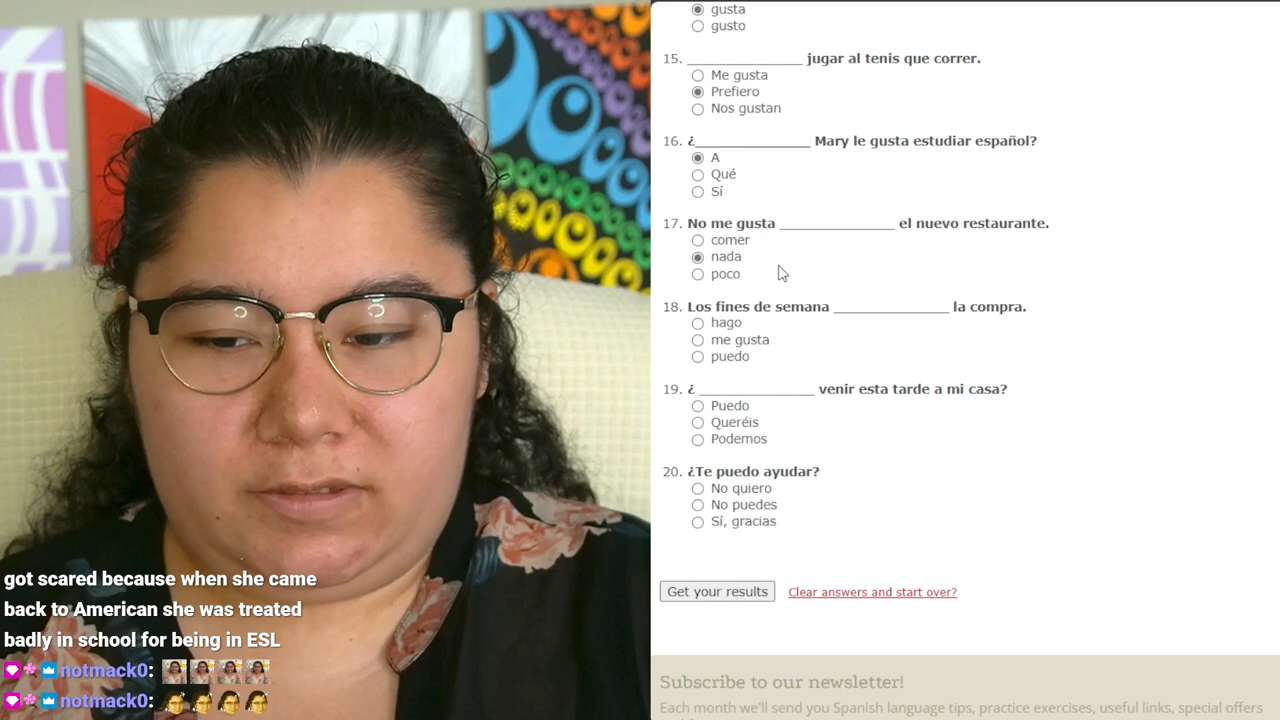 gusta
gusto
15. ________________ jugar al tenis que correr.
Me gusta
Prefiero
Nos gustan
16. ¿________________ Mary le gusta estudiar español?
A
Qué
Sí
17. No me gusta ________________ el nuevo restaurante.
comer
nada
poco
18. Los fines de semana ________________ la compra.
hago
me gusta
puedo
19. ¿ ________________ venir esta tarde a mi casa?
Puedo
Queréis
Podemos
20. ¿Te puedo ayudar?
No quiero
No puedes
Sí, gracias
Get your results Clear answers and start over?
Subscribe to our newsletter!
Each month we'll send you Spanish language tips, practice exercises, useful links, special offers
got scared because when she came
back to American she was treated
badly in school for being in ESL
notmack0:
notmack0: